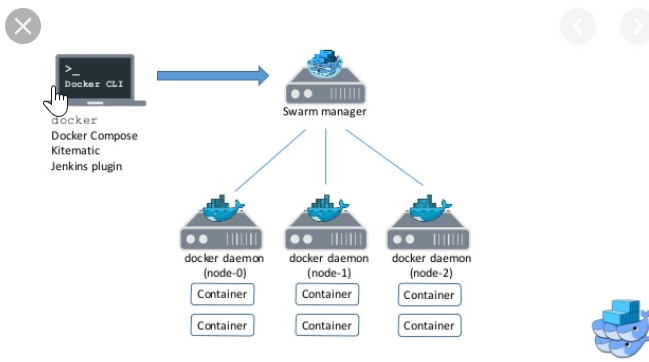 >_
Docker CLI
docker
Docker Compose
Kitematic
Jenkins plugin
Swarm manager
docker daemon
(node-0)
docker daemon
(node-1)
docker daemon
(node-2)
Container
Container
Container
Container
Container
Container